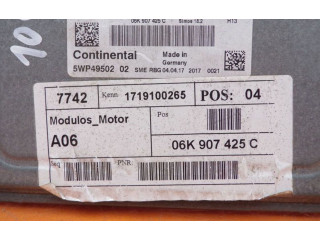 10
06K 907 425 C
Simos 18.2
H13
Continental
Made in
Germany
5WP49502 02
SME RBG 04.04.17 2017 0021
7742
Kenn 1719100265
POS: 04
Modulos_Motor
Pos
A06
06K 907 425 C
PNR: